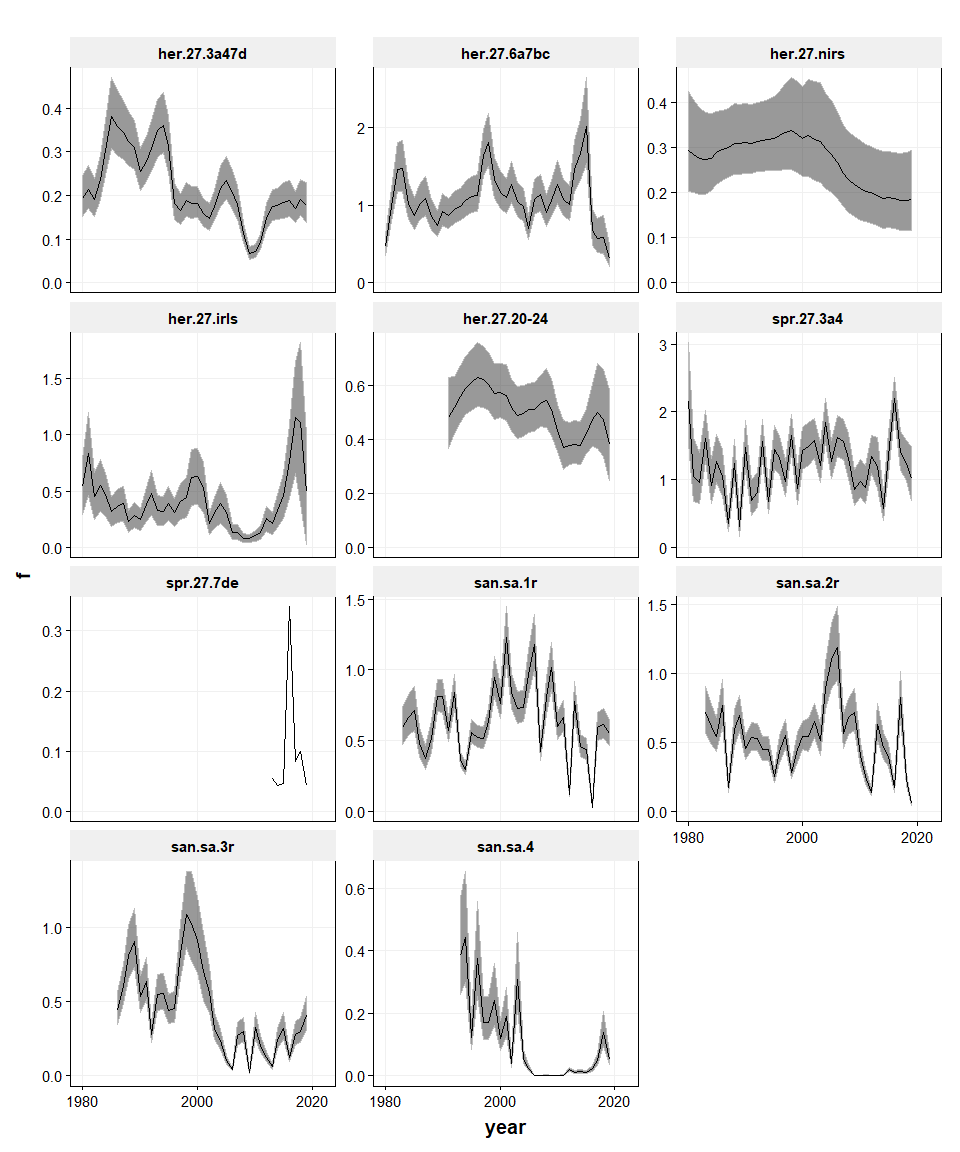 her.27.3a47d her.27.6a7bc her.27.nirs
0.4 0.3 0.2 0.1 0.0
2 1 0
0.4 0.3 0.2 0.1 0.0
her.27.irls her.27.20-24 spr.27.3a4
1.5 1.0 0.5 0.0
0.6 0.4 0.2 0.0
3 2 1 0
f
spr.27.7de san.sa.1r san.sa.2r
0.3 0.2 0.1 0.0
1.5 1.0 0.5 0.0
1.5 1.0 0.5 0.0
1980 2000 2020
san.sa.3r san.sa.4
1.0 0.5 0.0
0.6 0.4 0.2 0.0
1980 2000 2020 1980 2000 2020
year